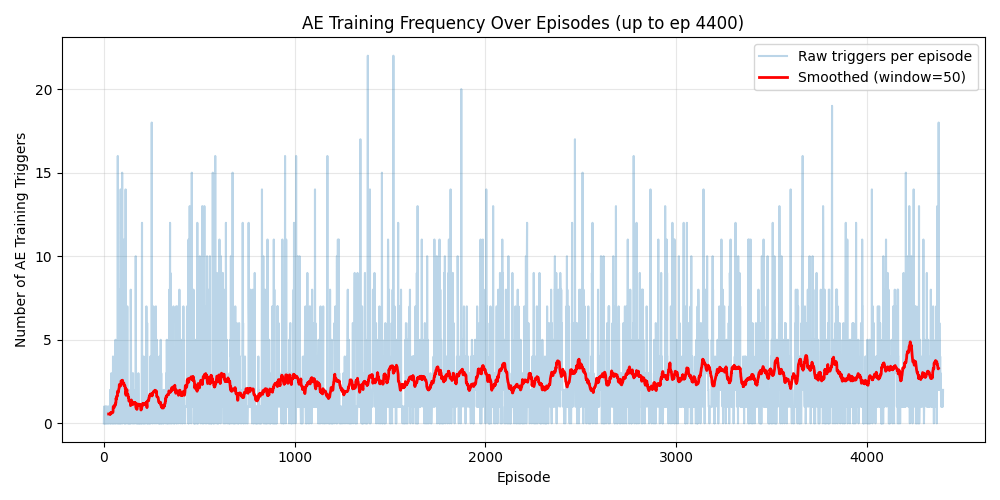 AE Training Frequency Over Episodes (up to ep 4400)
Raw triggers per episode
Smoothed (window=50)
Number of AE Training Triggers
20
15
10
5
0
0 1000 2000 3000 4000
Episode